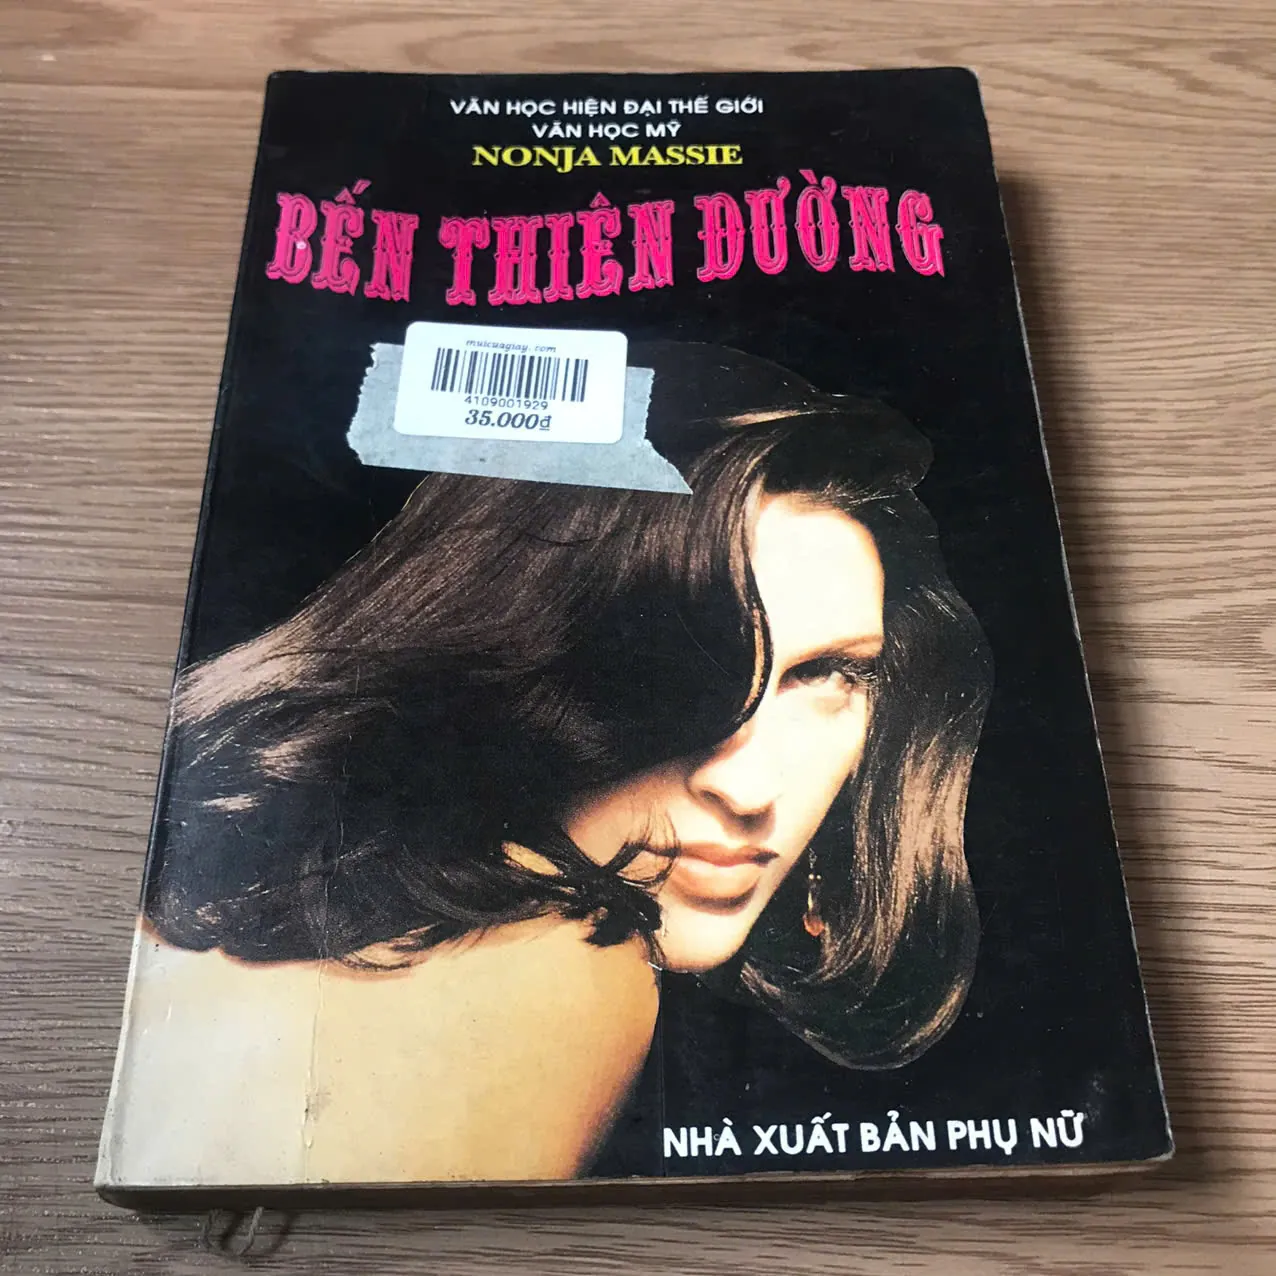 VĂN HỌC HIỆN ĐẠI THẾ GIỚI
VĂN HỌC MỸ
NONJA MASSIE
BẾN THIÊN ĐƯỜNG
muicuagiay.com
4109001929
35.000đ
NHÀ XUẤT BẢN PHỤ NỮ